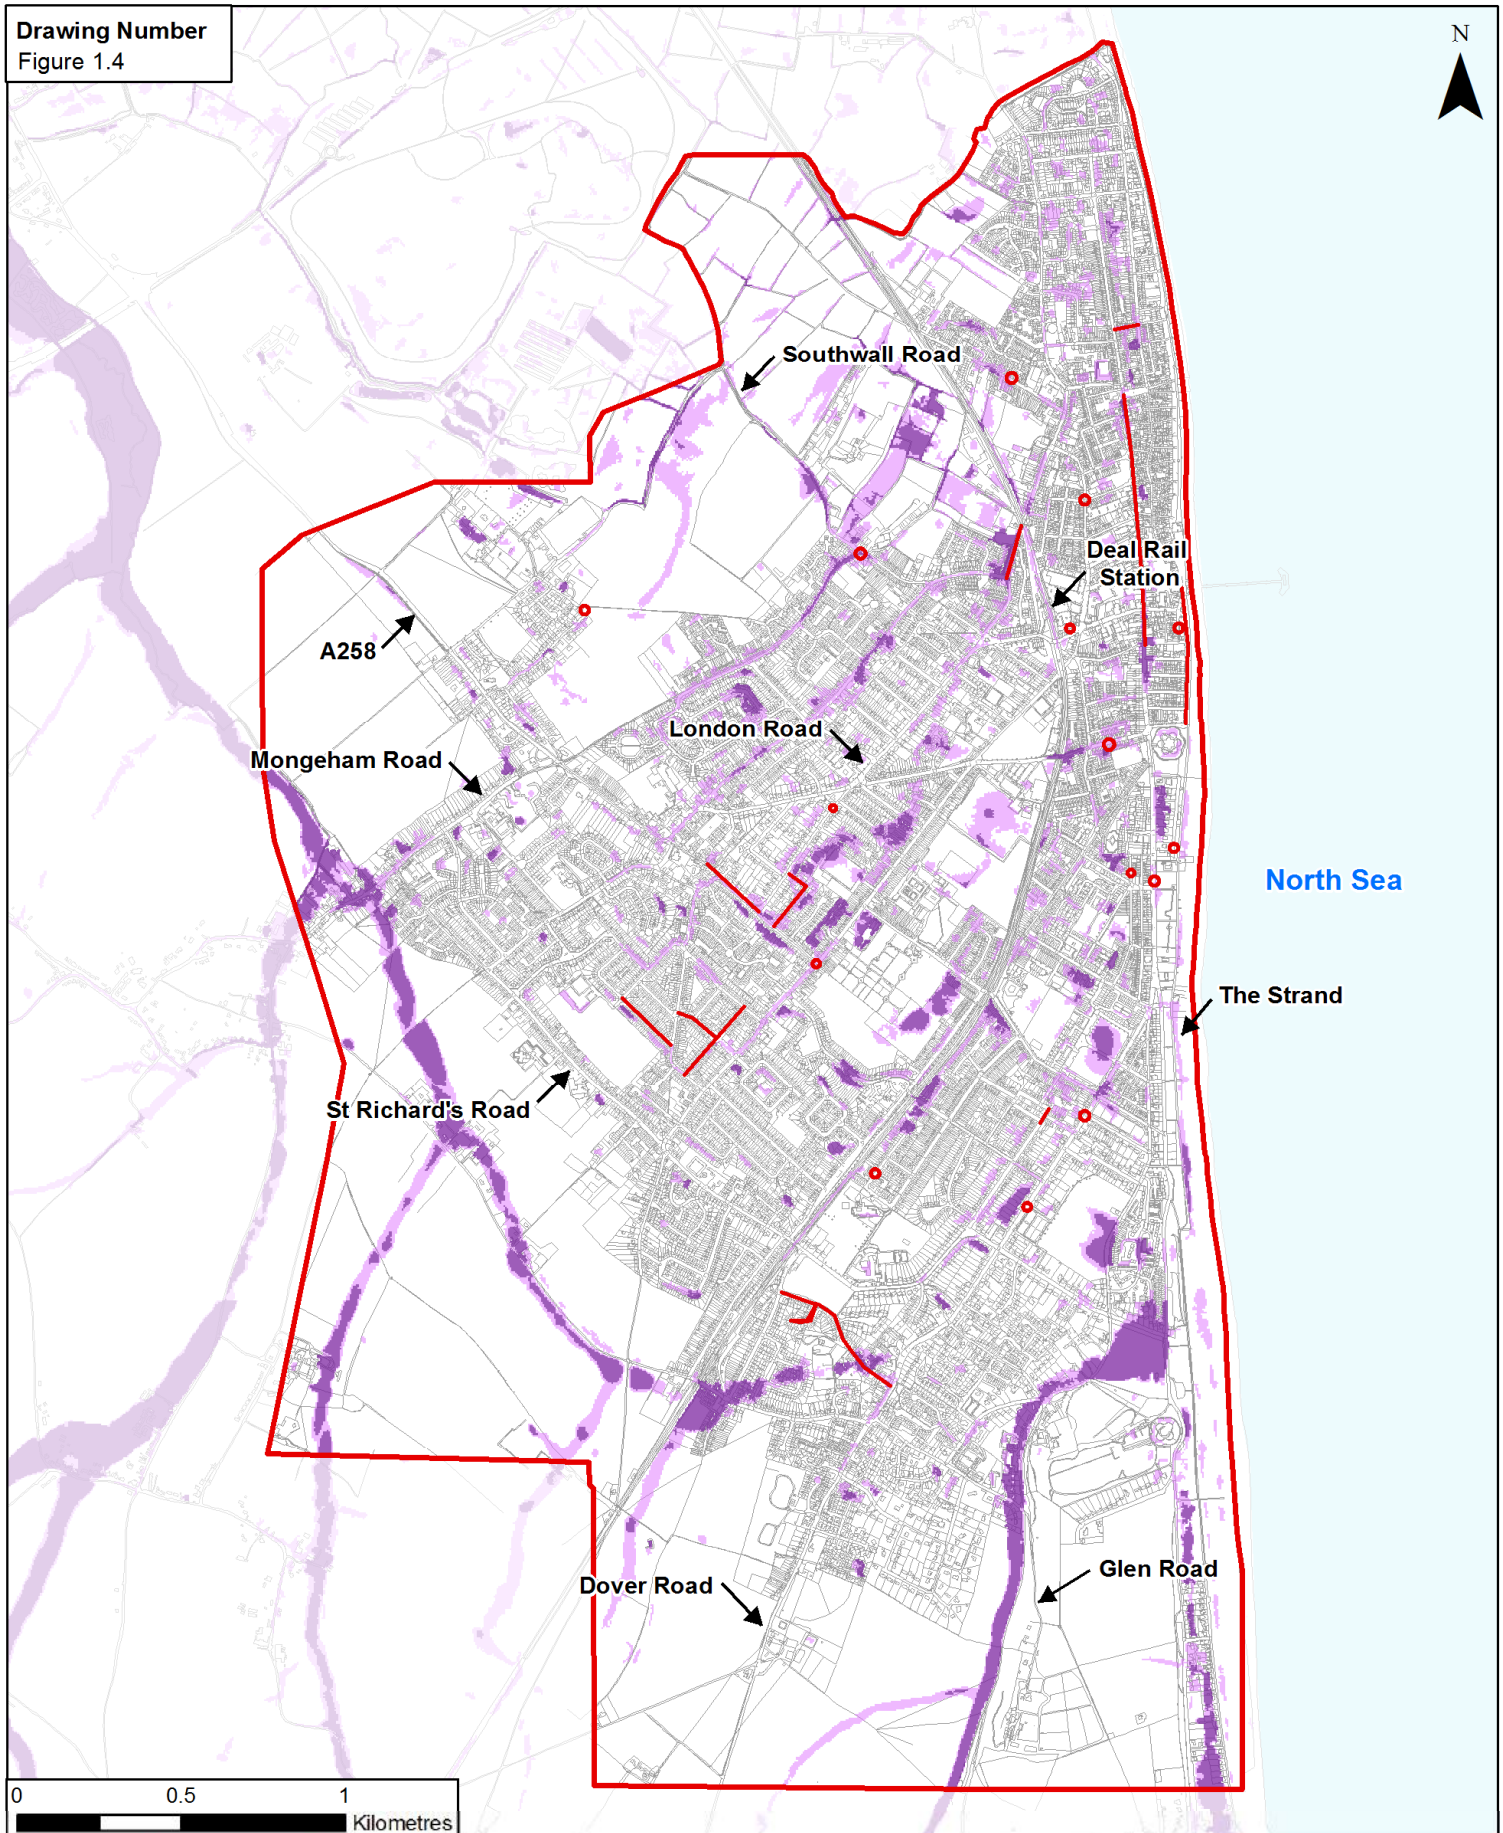 Drawing Number
Figure 1.4
N
Southwall Road
Deal Rail
Station
A258
London Road
Mongeham Road
North Sea
The Strand
St Richard's Road
Glen Road
Dover Road
0 0.5 1
Kilometres